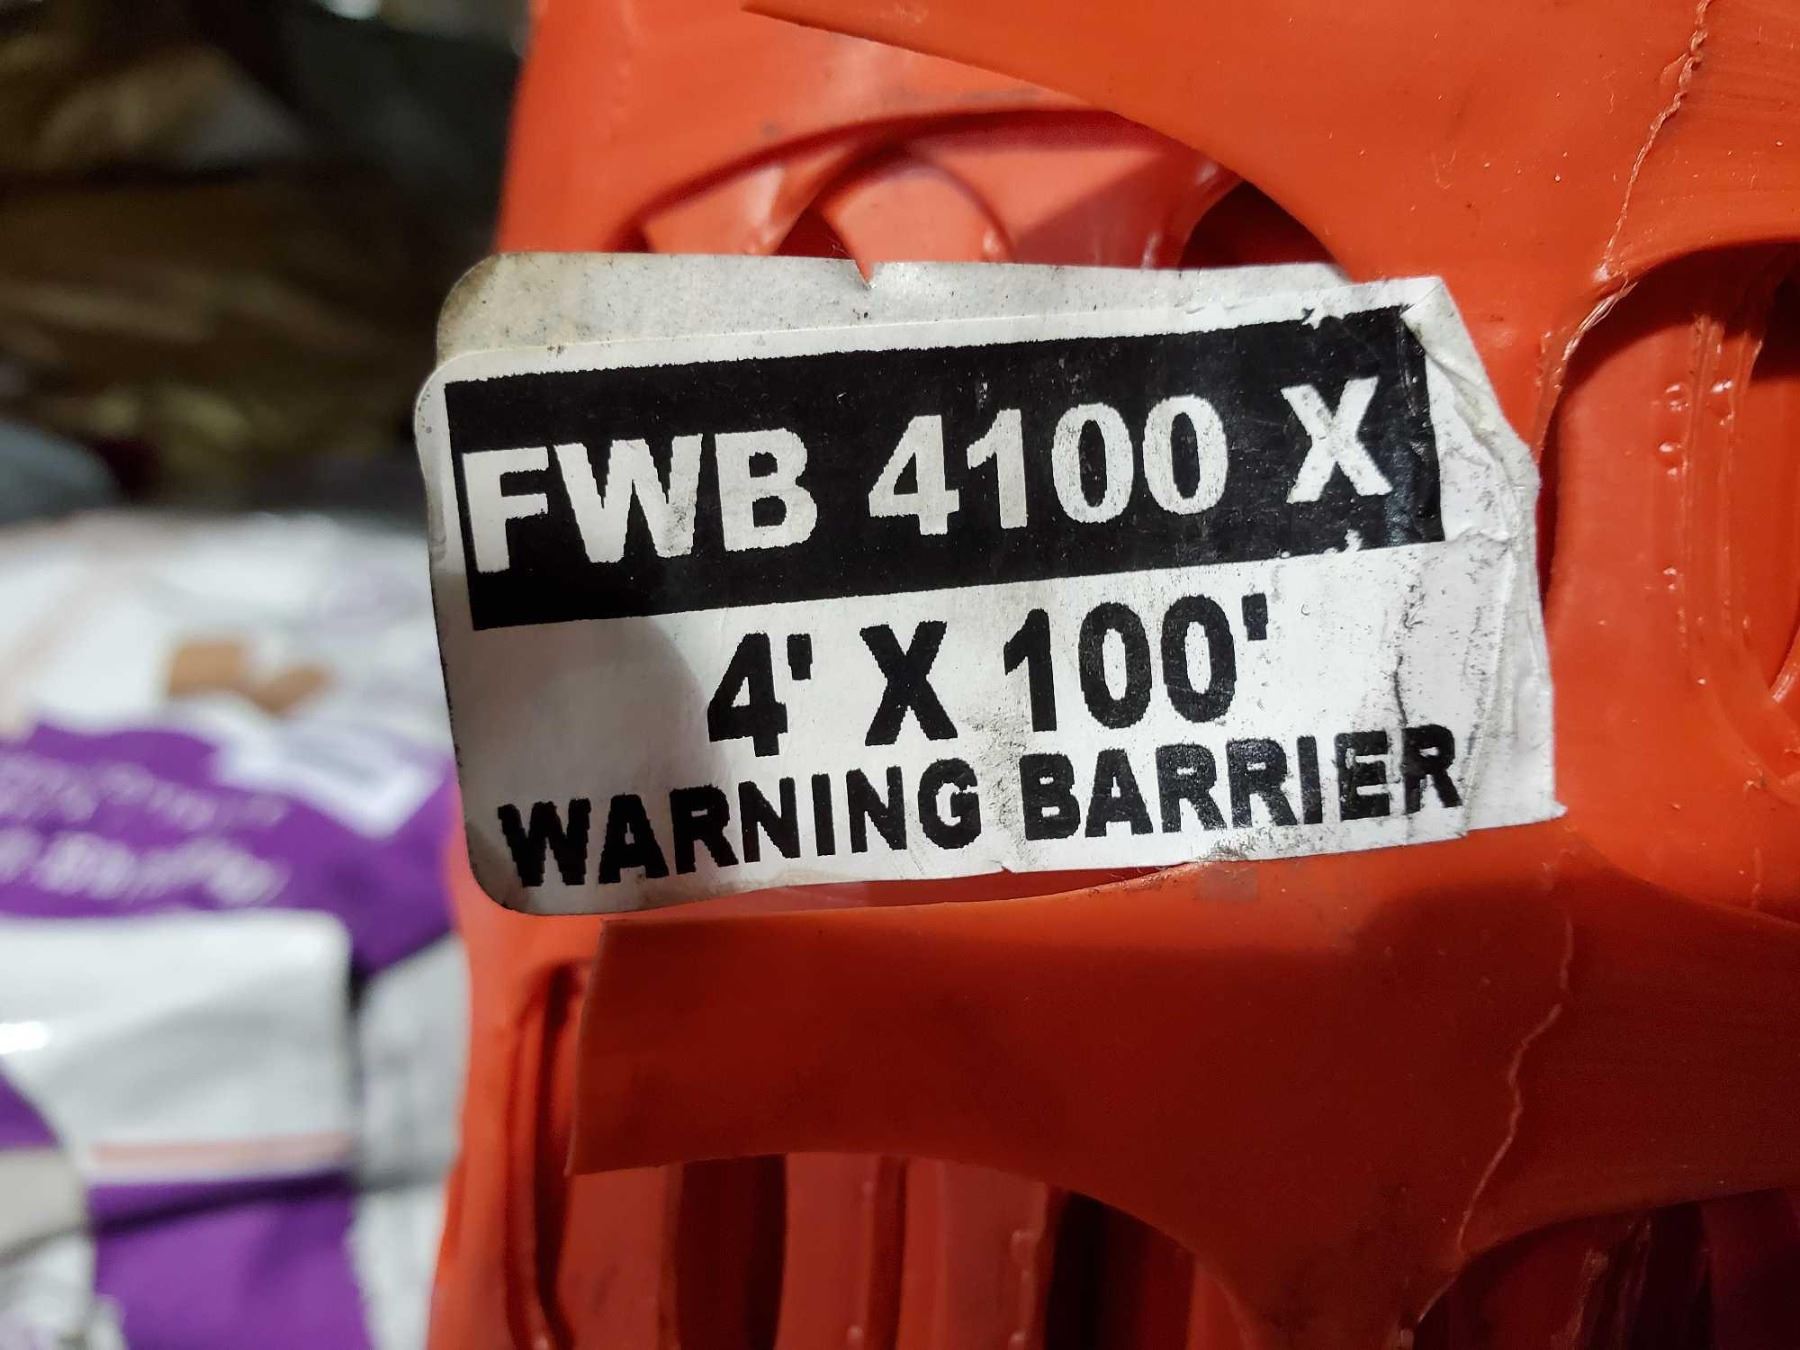 FWB 4100 X
4' X 100'
WARNING BARRIER